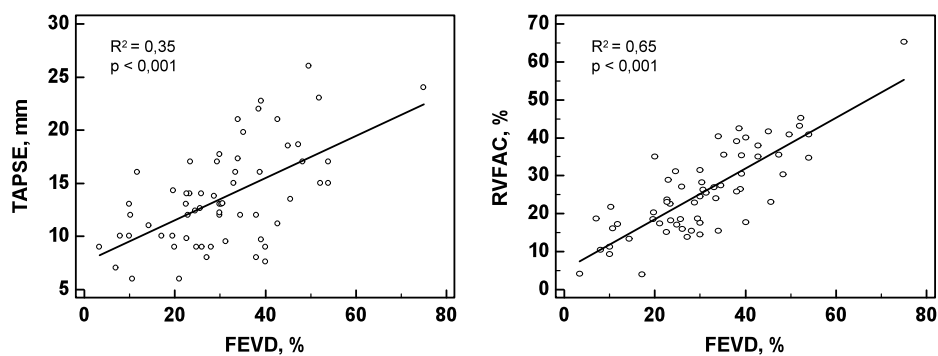 30
25
20
15
10
5
TAPSE, mm
R² = 0,35
p < 0,001
0 20 40 60 80
FEVD, %
70
60
50
40
30
20
10
0
RVFAC, %
R² = 0,65
p < 0,001
0 20 40 60 80
FEVD, %